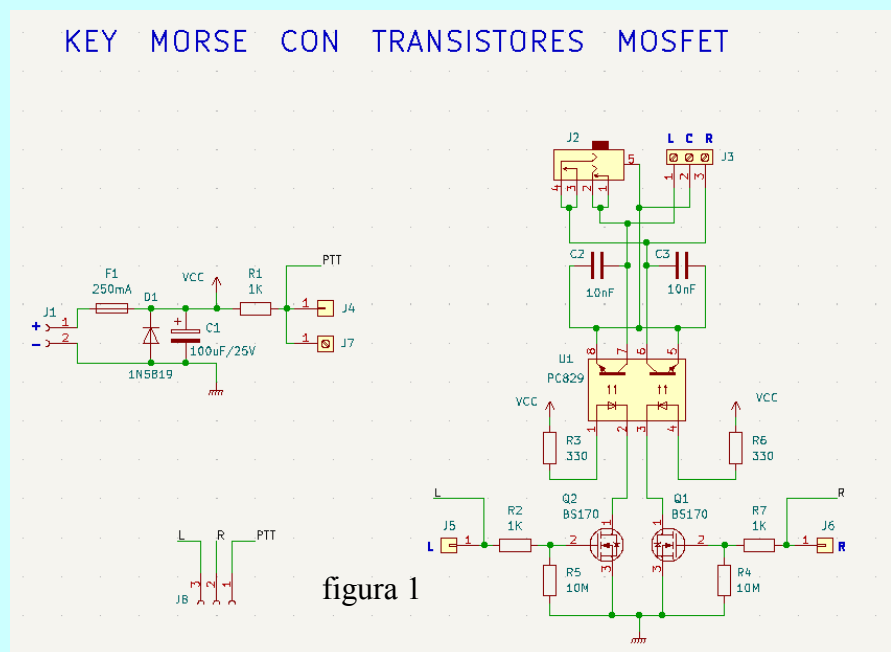 KEY MORSE CON TRANSISTORES MOSFET
J2
L C R
J3
5
4 3 2 1
1 2 3
C2
10nF
C3
10nF
F1
250mA
D1
VCC
R1
1K
PTT
J1
+ 1
- 2
+
C1
100uF/25V
1N5819
1
J4
1
J7
8 7 6 5
U1
PC829
1 2 3 4
VCC
R3
330
VCC
R6
330
L
R
J5
L
1
R2
1K
Q2
BS170
2
1
3
Q1
BS170
1
2
3
R7
1K
J6
1
R
R5
10M
R4
10M
L R PTT
3 2 1
J8
figura 1